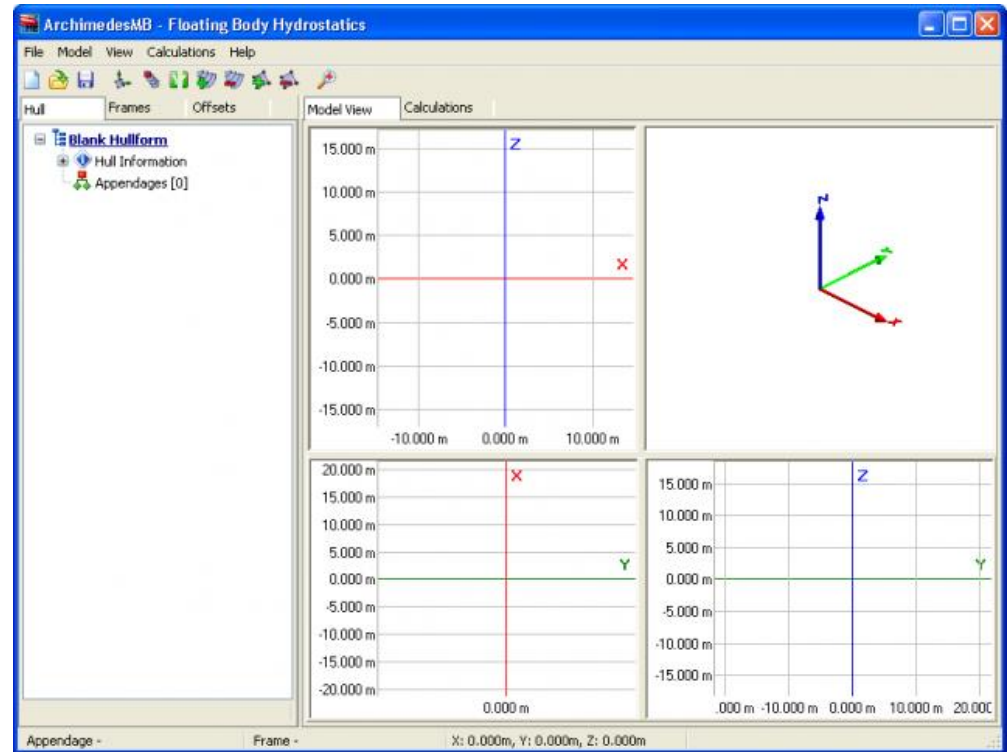 ArchimedesMB - Floating Body Hydrostatics
File Model View Calculations Help
Hull Frames Offsets
Model View Calculations
Blank Hullform
Hull Information
Appendages [0]
Z
15.000 m
10.000 m
5.000 m
X
0.000 m
-5.000 m
-10.000 m
-15.000 m
-10.000 m 0.000 m 10.000 m
Z
Y
X
20.000 m
X
15.000 m
10.000 m
5.000 m
Y
0.000 m
-5.000 m
-10.000 m
-15.000 m
-20.000 m
0.000 m
Z
15.000 m
10.000 m
5.000 m
Y
0.000 m
-5.000 m
-10.000 m
-15.000 m
.000 m -10.000 m 0.000 m 10.000 m 20.00
Appendage - Frame - X: 0.000m, Y: 0.000m, Z: 0.000m